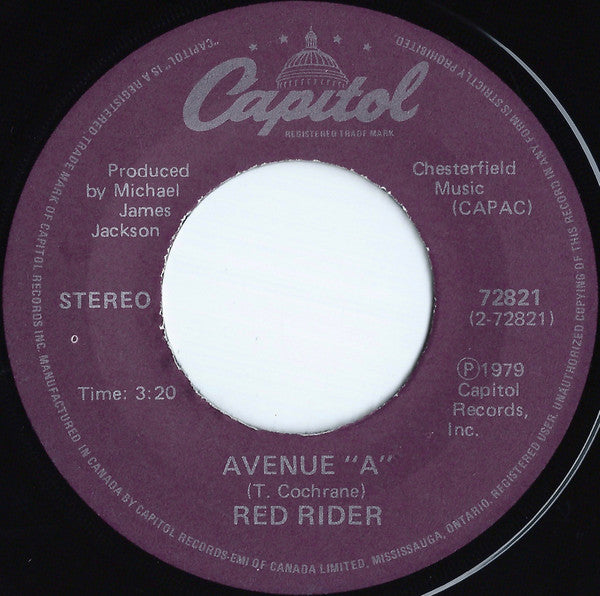 Capitol
REGISTERED TRADE MARK
Produced
by Michael
James
Jackson
Chesterfield
Music
(CAPAC)
STEREO
72821
(2-72821)
Time: 3:20
Ⓟ1979
Capitol
Records,
Inc.
AVENUE "A"
(T. Cochrane)
RED RIDER
"CAPITOL" IS A REGISTERED TRADE MARK OF CAPITOL RECORDS INC. MANUFACTURED IN CANADA BY CAPITOL RECORDS-EMI OF CANADA LIMITED, MISSISSAUGA, ONTARIO, REGISTERED USER. UNAUTHORIZED COPYING OF THIS RECORD IN ANY FORM IS STRICTLY PROHIBITED.